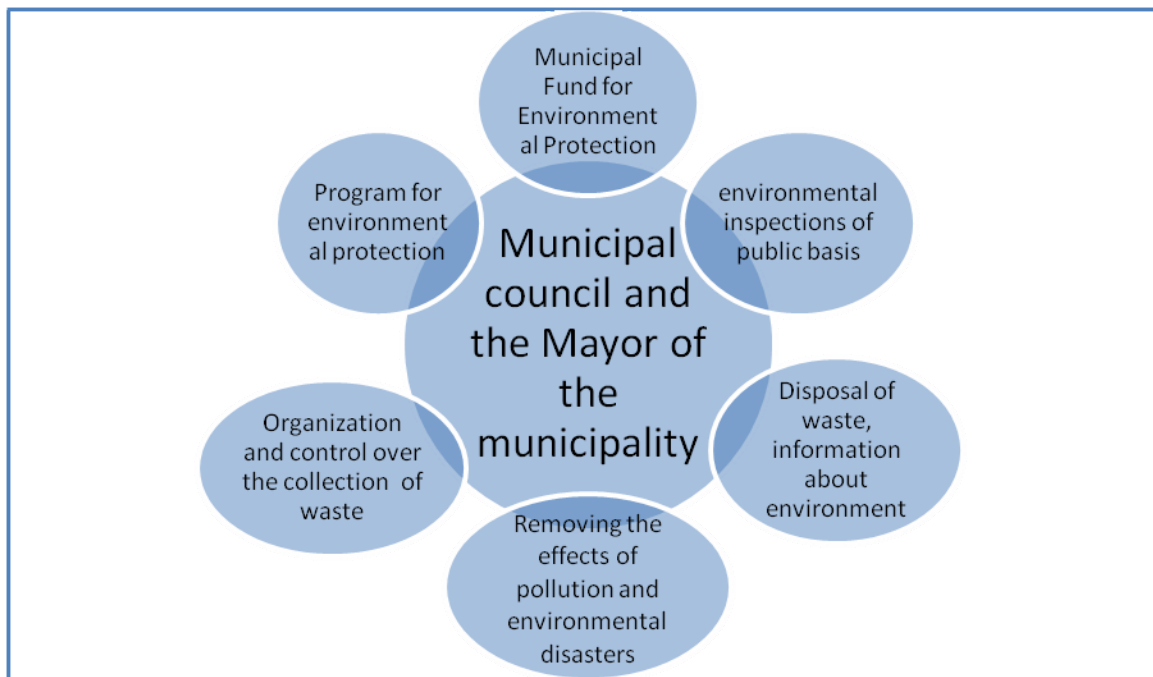 Municipal
Fund for
Environment
al Protection
environmental
inspections of
public basis
Disposal of
waste,
information
about
environment
Removing the
effects of
pollution and
environmental
disasters
Organization
and control over
the collection of
waste
Program for
environment
al protection
Municipal
council and
the Mayor of
the
municipality